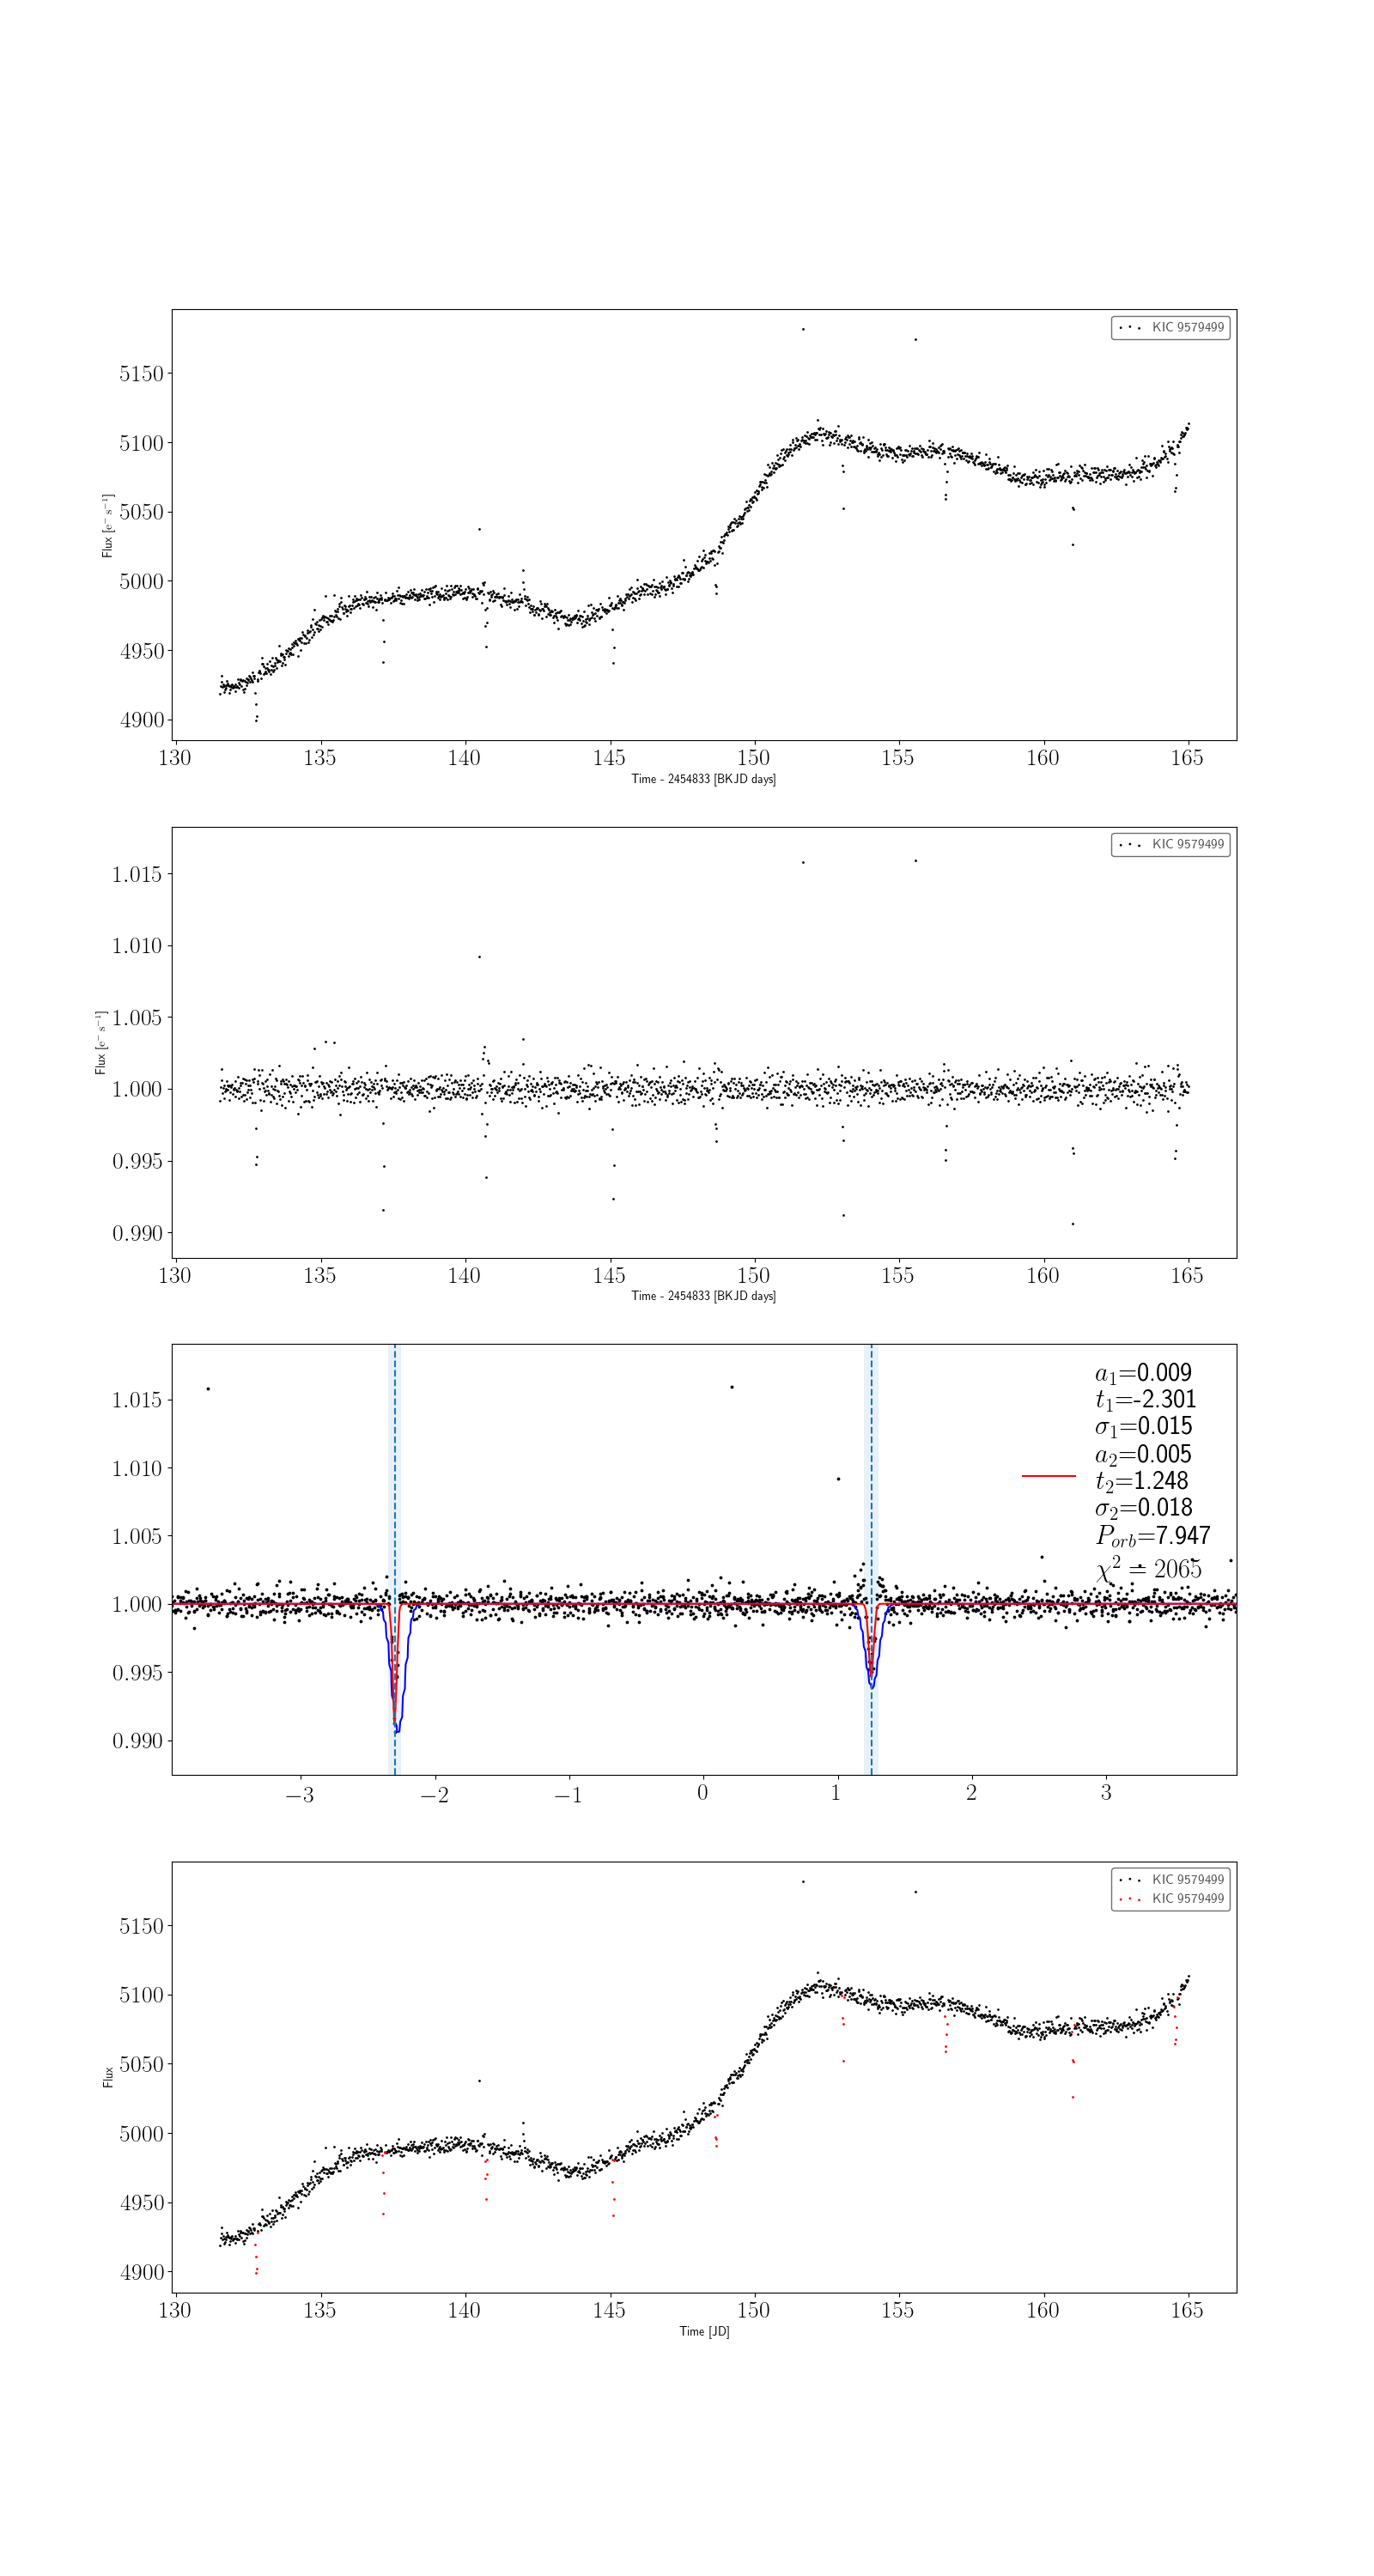 KIC 9579499
5150
5100
5050
5000
4950
4900
Flux [e⁻ s⁻¹]
130 135 140 145 150 155 160 165
Time - 2454833 [BKJD days]
KIC 9579499
1.015
1.010
1.005
1.000
0.995
0.990
Flux [e⁻ s⁻¹]
130 135 140 145 150 155 160 165
Time - 2454833 [BKJD days]
1.015
1.010
1.005
1.000
0.995
0.990
a₁=0.009
t₁=-2.301
σ₁=0.015
a₂=0.005
t₂=1.248
σ₂=0.018
P_orb=7.947
χ² = 2065
−3 −2 −1 0 1 2 3
KIC 9579499
KIC 9579499
5150
5100
5050
5000
4950
4900
Flux
130 135 140 145 150 155 160 165
Time [JD]